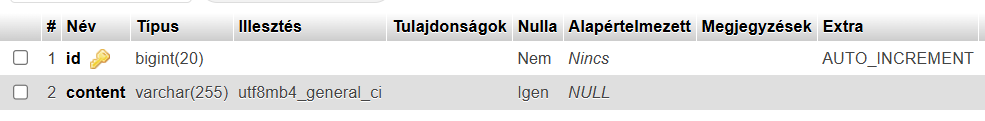 # Név Típus Illesztés Tulajdonságok Nulla Alapértelmezett Megjegyzések Extra
1 id bigint(20) Nem Nincs AUTO_INCREMENT
2 content varchar(255) utf8mb4_general_ci Igen NULL